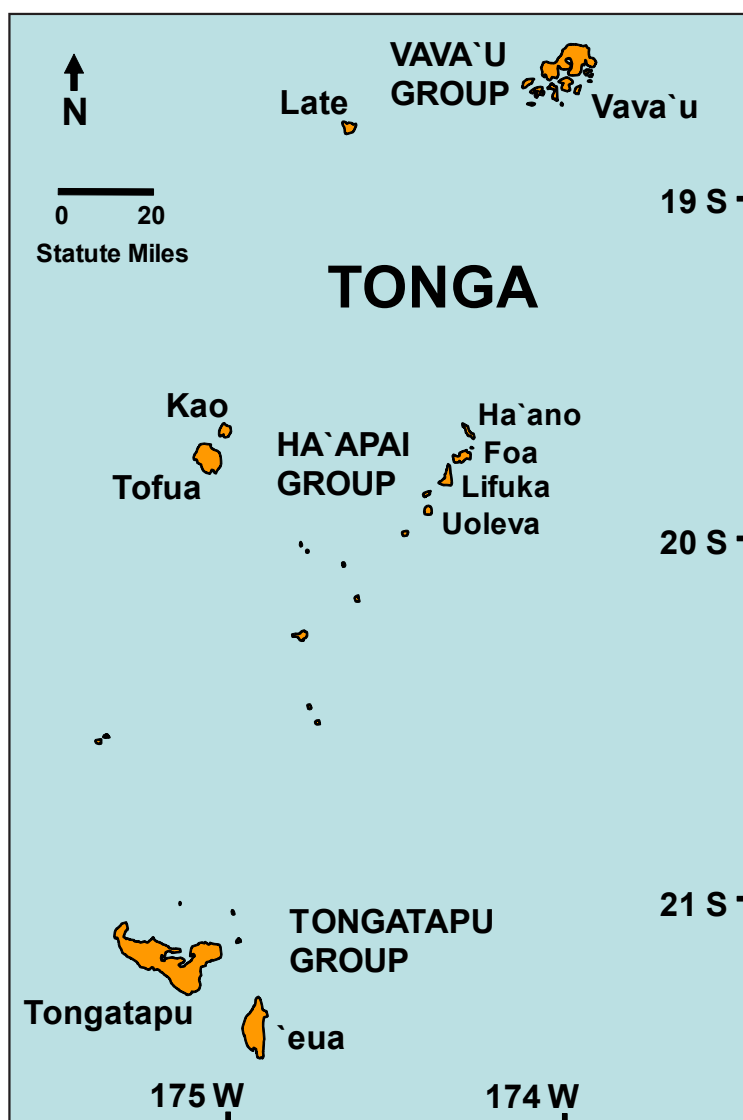 VAVA`U
GROUP
Late
Vava`u
N
19 S
0 20
Statute Miles
TONGA
Kao
Ha`ano
HA`APAI
GROUP
Foa
Tofua
Lifuka
Uoleva
20 S
21 S
TONGATAPU
GROUP
Tongatapu
`eua
175 W
174 W